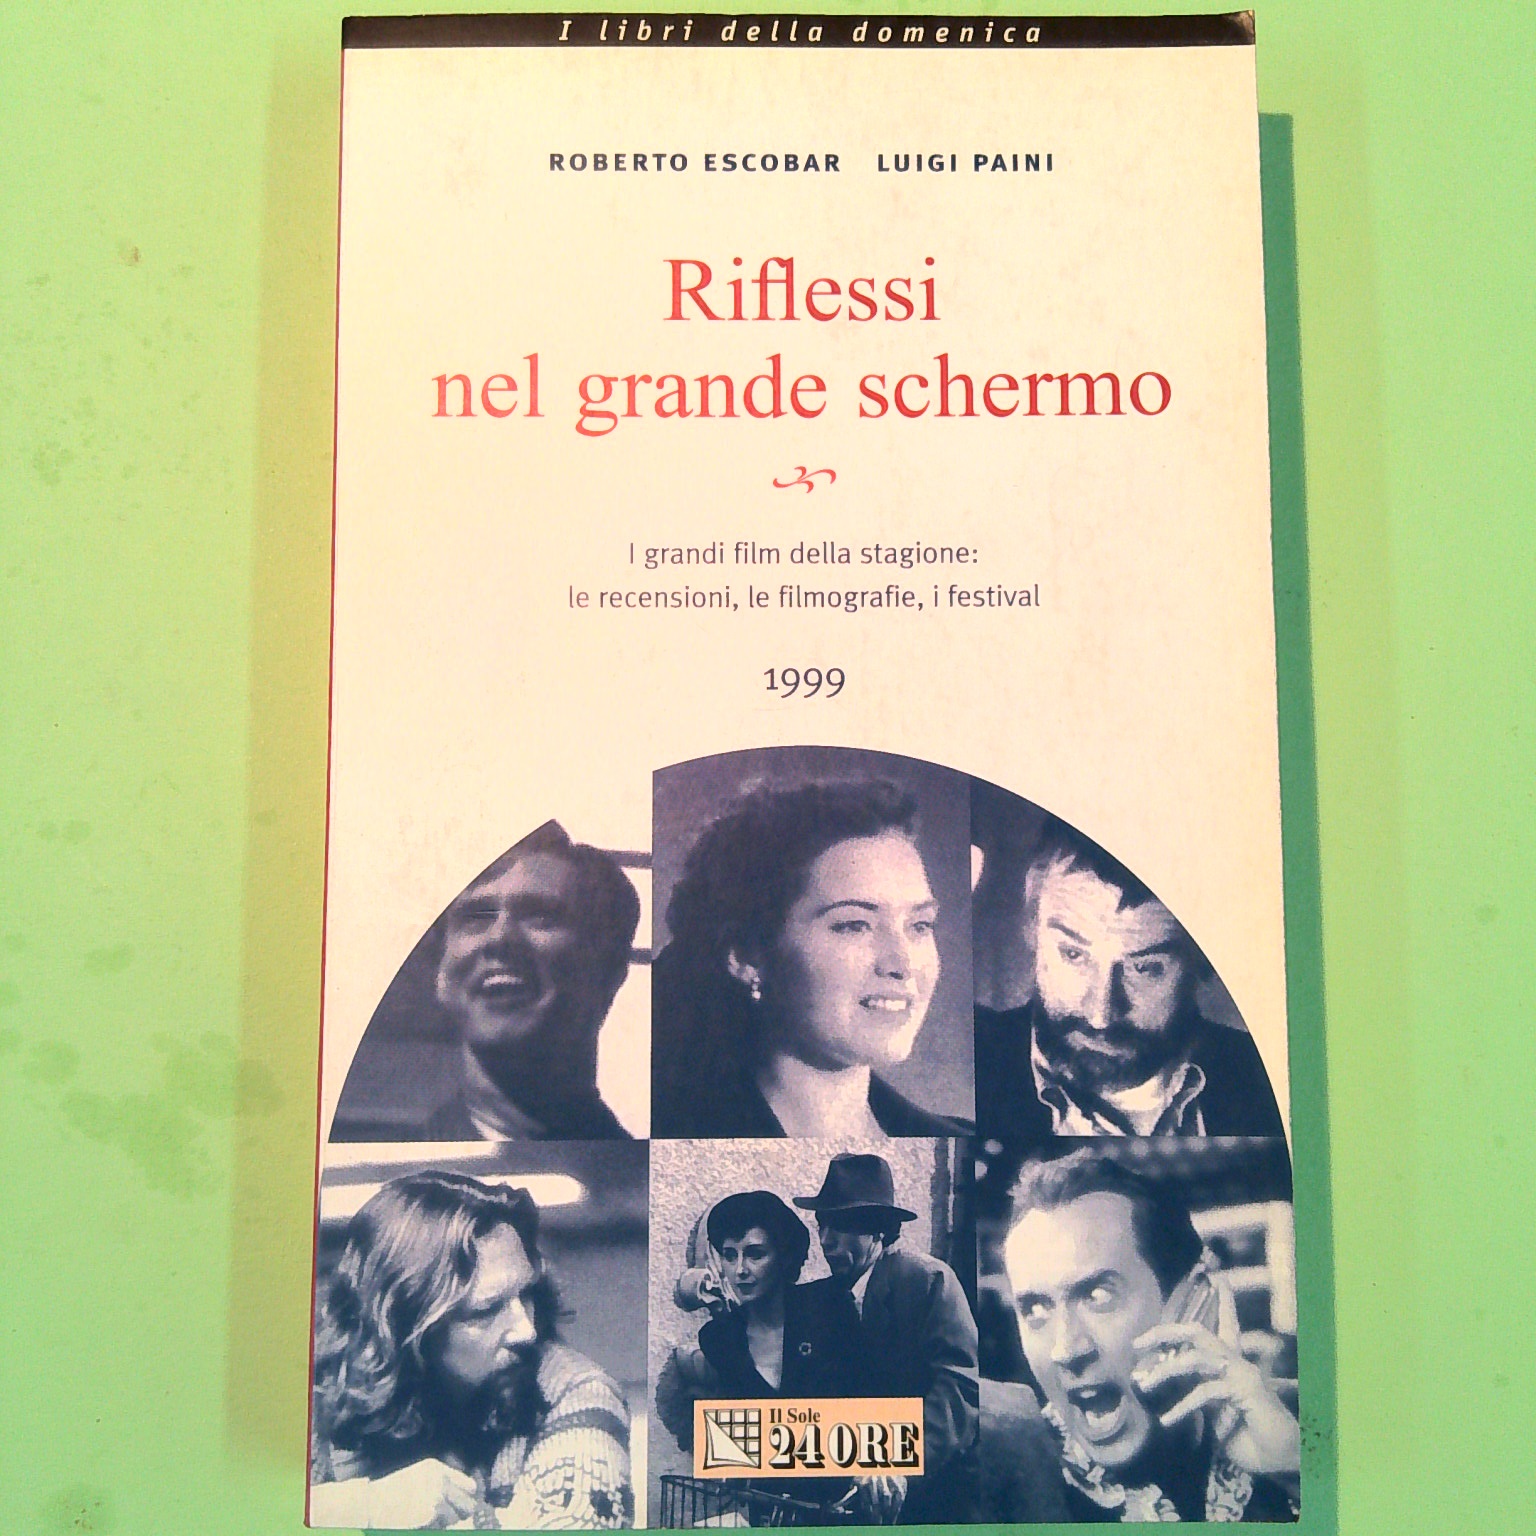 I libri della domenica
ROBERTO ESCOBAR LUIGI PAINI
Riflessi
nel grande schermo
I grandi film della stagione:
le recensioni, le filmografie, i festival
1999
Il Sole
24 ORE